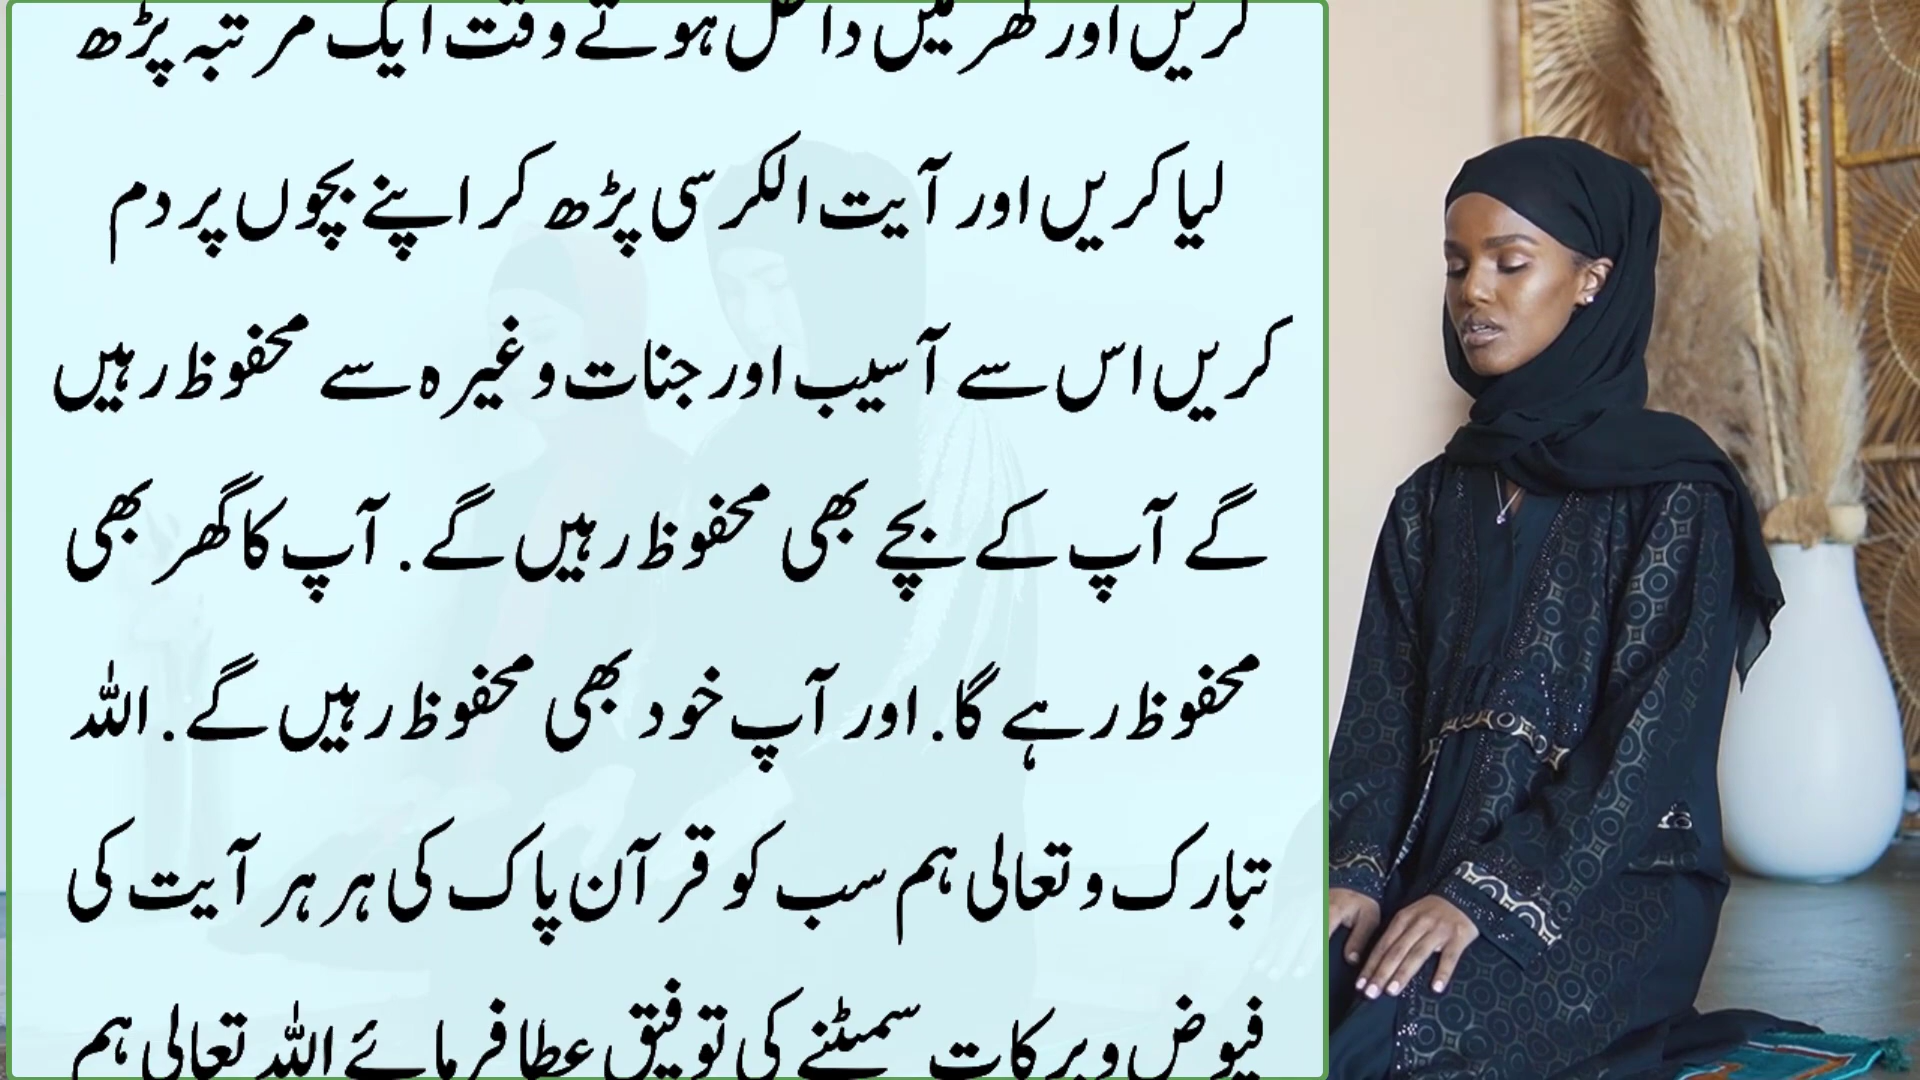 کریں اور گھر میں داخل ہوتے وقت ایک مرتبہ پڑھ
لیا کریں اور آیت الکرسی پڑھ کر اپنے بچوں پر دم
کریں اس سے آسیب اور جنات وغیرہ سے محفوظ رہیں
گے آپ کے بچے بھی محفوظ رہیں گے. آپ کا گھر بھی
محفوظ رہے گا. اور آپ خود بھی محفوظ رہیں گے. اللہ
تبارک و تعالی ہم سب کو قرآن پاک کی ہر ہر آیت کی
فیوض و برکات سمیٹنے کی توفیق عطا فرمائے اللہ تعالی ہم